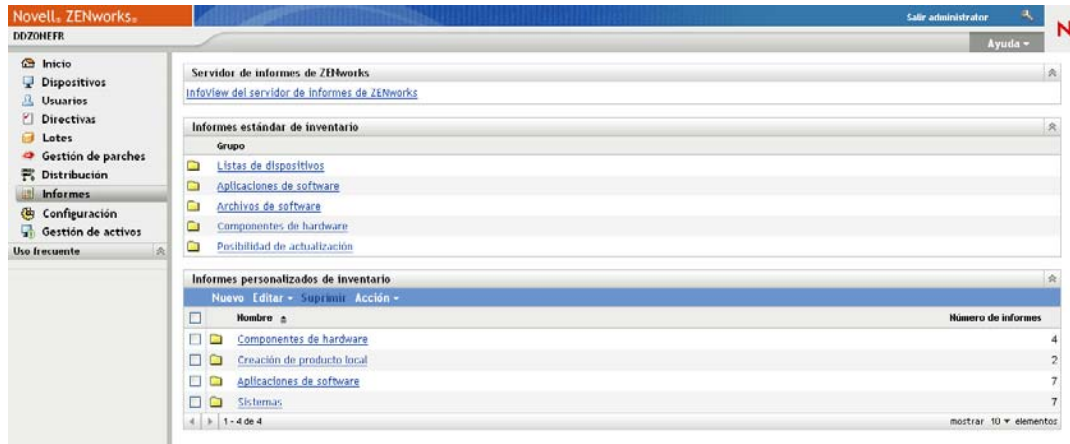 Novell® ZENworks®
Salir administrator
N
DDZONEFR
Ayuda
Inicio
Dispositivos
Usuarios
Directivas
Lotes
Gestión de parches
Distribución
Informes
Configuración
Gestión de activos
Uso frecuente
Servidor de informes de ZENworks
InfoView del servidor de informes de ZENworks
Informes estándar de inventario
Grupo
Listas de dispositivos
Aplicaciones de software
Archivos de software
Componentes de hardware
Posibilidad de actualización
Informes personalizados de inventario
Nuevo Editar Suprimir Acción
Nombre Número de informes
Componentes de hardware 4
Creación de producto local 2
Aplicaciones de software 7
Sistemas 7
1 - 4 de 4 mostrar 10 elementos